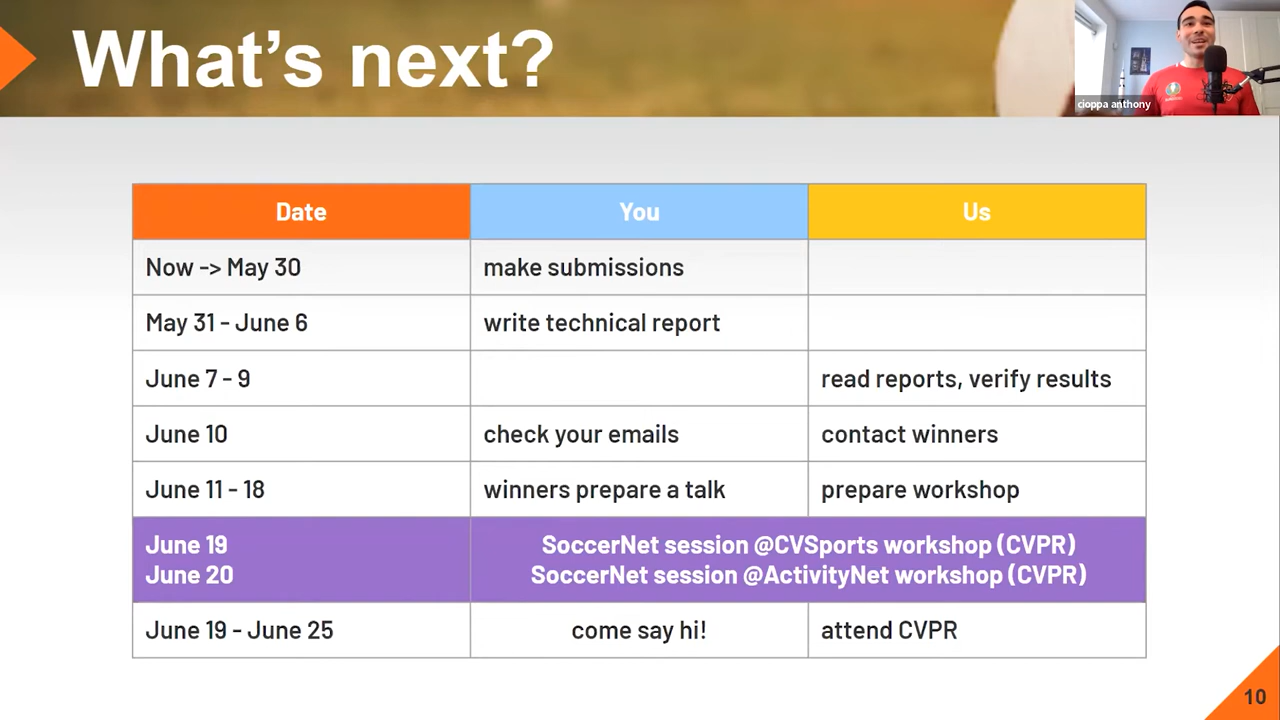 What's next?
cioppa anthony
Date You Us
Now -> May 30 make submissions
May 31 - June 6 write technical report
June 7 - 9 read reports, verify results
June 10 check your emails contact winners
June 11 - 18 winners prepare a talk prepare workshop
June 19 SoccerNet session @CVSports workshop (CVPR)
June 20 SoccerNet session @ActivityNet workshop (CVPR)
June 19 - June 25 come say hi! attend CVPR
10